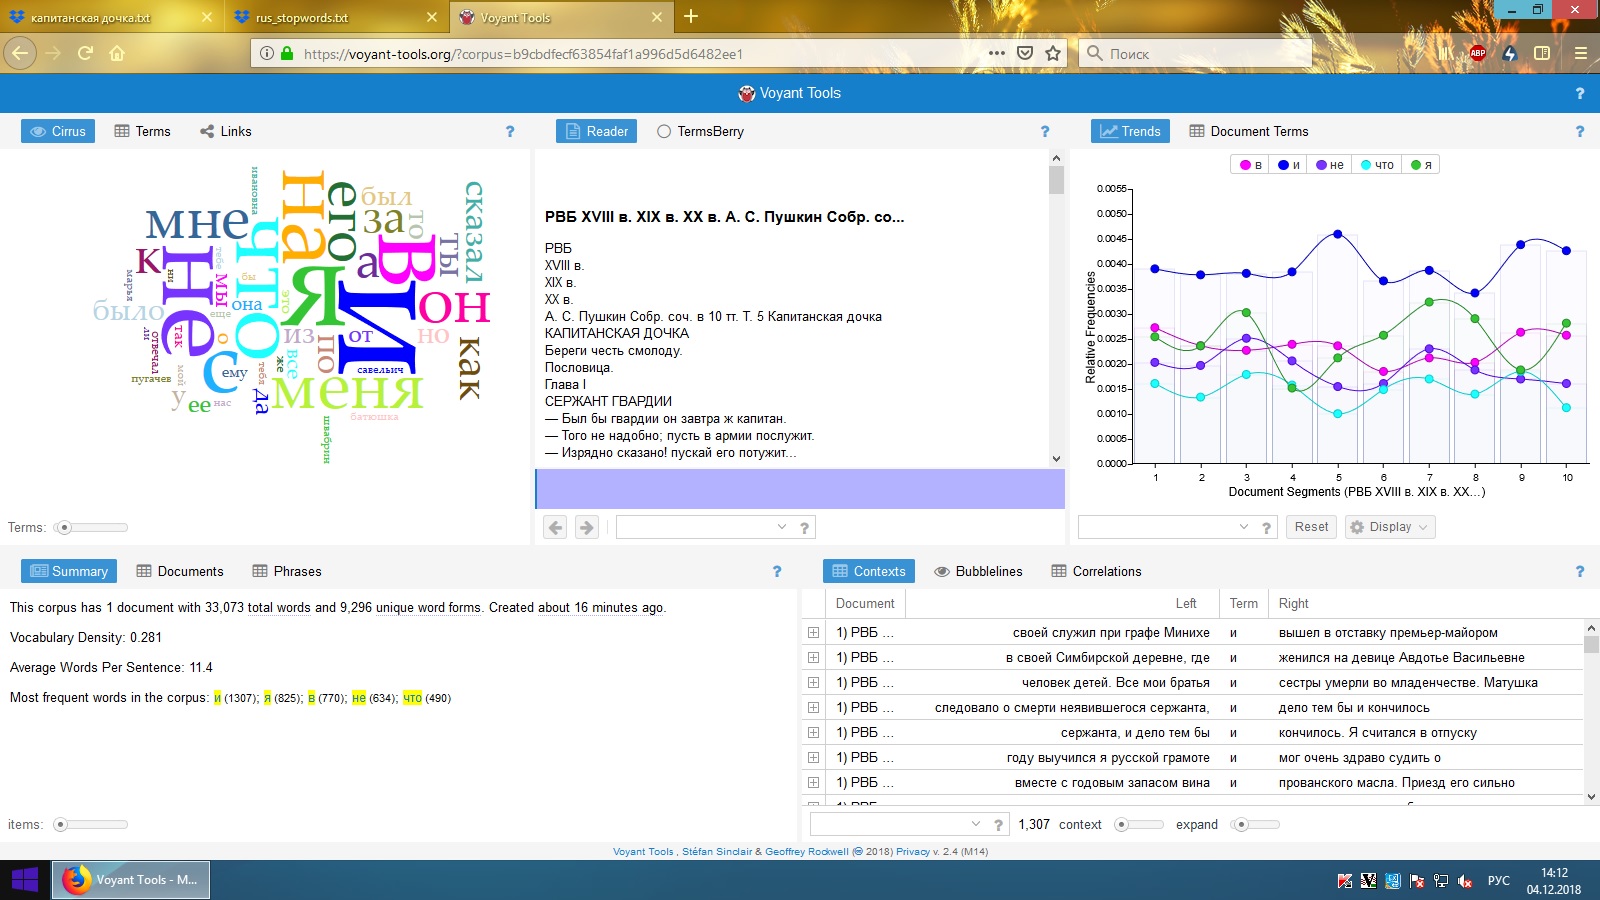 капитанская дочка.txt
rus_stopwords.txt
Voyant Tools
https://voyant-tools.org/?corpus=b9cbdfecf63854faf1a996d5d6482ee1
Поиск
ABP
Voyant Tools
Cirrus
Terms
Links
Reader
TermsBerry
Trends
Document Terms
ивановна
на
его
был
сказал
мне
что
за
то
ты
к
не
ни
тебе
мы
бы
я
а
в
и
он
марья
было
еще
она
это
из
от
но
как
ли
отвечал
так
о
с
все
же
по
савельич
пугачев
мой
ему
тебя
меня
у
ее
нас
да
батюшка
швабрин
Terms:
РВБ XVIII в. XIX в. XX в. А. С. Пушкин Собр. со...
РВБ
XVIII в.
XIX в.
XX в.
А. С. Пушкин Собр. соч. в 10 тт. Т. 5 Капитанская дочка
КАПИТАНСКАЯ ДОЧКА
Береги честь смолоду.
Пословица.
Глава I
СЕРЖАНТ ГВАРДИИ
— Был бы гвардии он завтра ж капитан.
— Того не надобно; пусть в армии послужит.
— Изрядно сказано! пускай его потужит...
в и не что я
Relative Frequencies
0.0055
0.0050
0.0045
0.0040
0.0035
0.0030
0.0025
0.0020
0.0015
0.0010
0.0005
0.0000
1 2 3 4 5 6 7 8 9 10
Document Segments (РВБ XVIII в. XIX в. XX...)
Reset
Display
Summary
Documents
Phrases
This corpus has 1 document with 33,073 total words and 9,296 unique word forms. Created about 16 minutes ago.
Vocabulary Density: 0.281
Average Words Per Sentence: 11.4
Most frequent words in the corpus: и (1307); я (825); в (770); не (634); что (490)
items:
Contexts
Bubblelines
Correlations
Document Left Term Right
1) РВБ ... своей служил при графе Минихе и вышел в отставку премьер-майором
1) РВБ ... в своей Симбирской деревне, где и женился на девице Авдотье Васильевне
1) РВБ ... человек детей. Все мои братья и сестры умерли во младенчестве. Матушка
1) РВБ ... следовало о смерти неявившегося сержанта, и дело тем бы и кончилось
1) РВБ ... сержанта, и дело тем бы и кончилось. Я считался в отпуску
1) РВБ ... году выучился я русской грамоте и мог очень здраво судить о
1) РВБ ... вместе с годовым запасом вина и прованского масла. Приезд его сильно
1,307 context expand
Voyant Tools , Stéfan Sinclair & Geoffrey Rockwell (2018) Privacy v. 2.4 (M14)
Voyant Tools - M...
РУС
14:12
04.12.2018